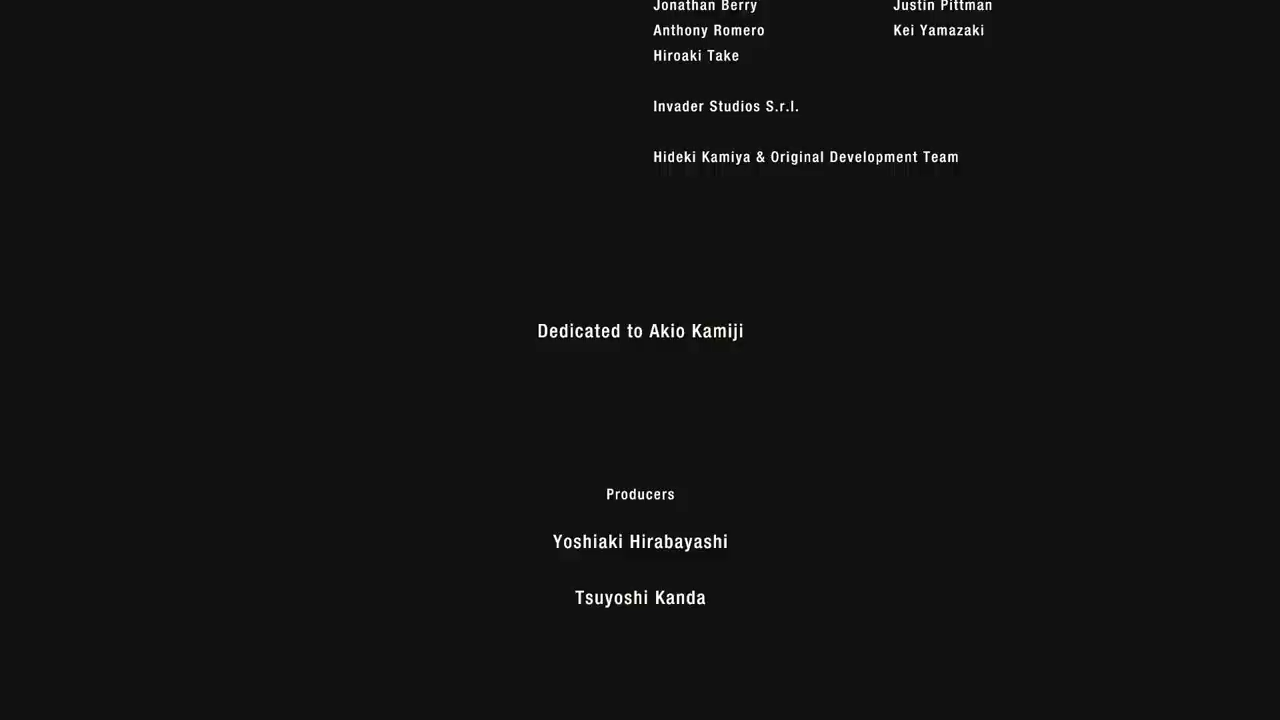 Jonathan Berry Justin Pittman
Anthony Romero Kei Yamazaki
Hiroaki Take
Invader Studios S.r.l.
Hideki Kamiya & Original Development Team
Dedicated to Akio Kamiji
Producers
Yoshiaki Hirabayashi
Tsuyoshi Kanda